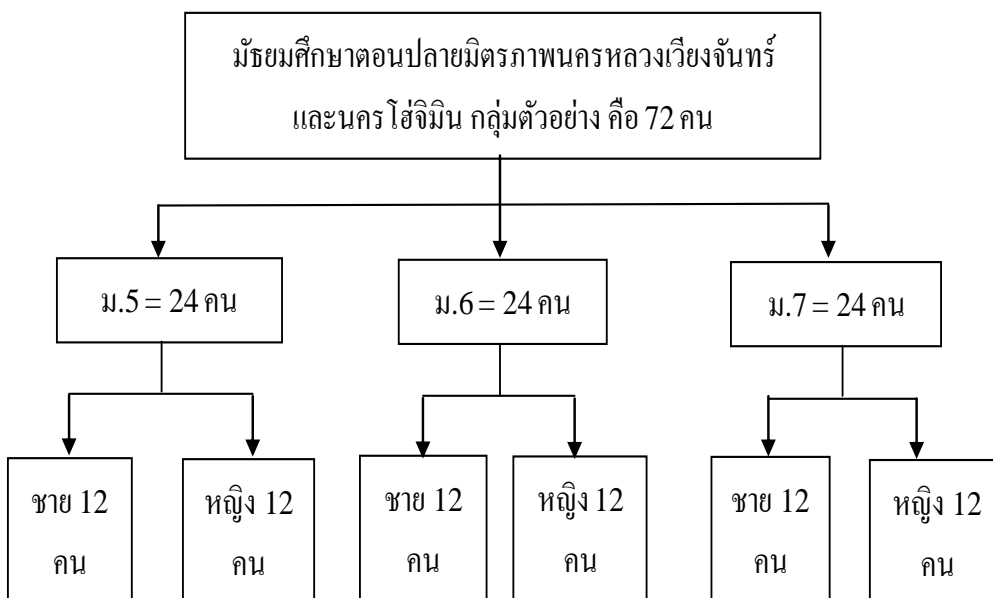 มัธยมศึกษาตอนปลายมิตรภาพนครหลวงเวียงจันทร์
และนครโฮ่จิมิน กลุ่มตัวอย่าง คือ 72 คน
ม.5 = 24 คน
ม.6 = 24 คน
ม.7 = 24 คน
ชาย 12
คน
หญิง 12
คน
ชาย 12
คน
หญิง 12
คน
ชาย 12
คน
หญิง 12
คน